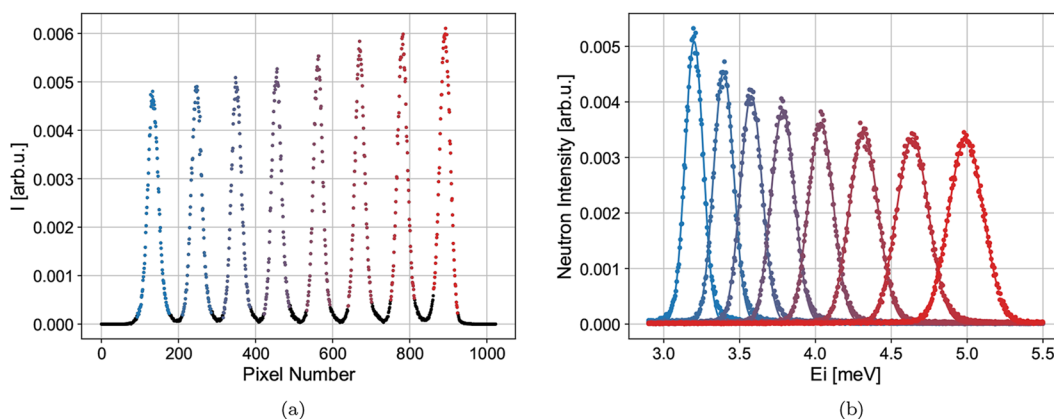 0.006
0.005
0.004
0.003
0.002
0.001
0.000
I [arb.u.]
0 200 400 600 800 1000
Pixel Number
(a)
0.005
0.004
0.003
0.002
0.001
0.000
Neutron Intensity [arb.u.]
3.0 3.5 4.0 4.5 5.0 5.5
Ei [meV]
(b)